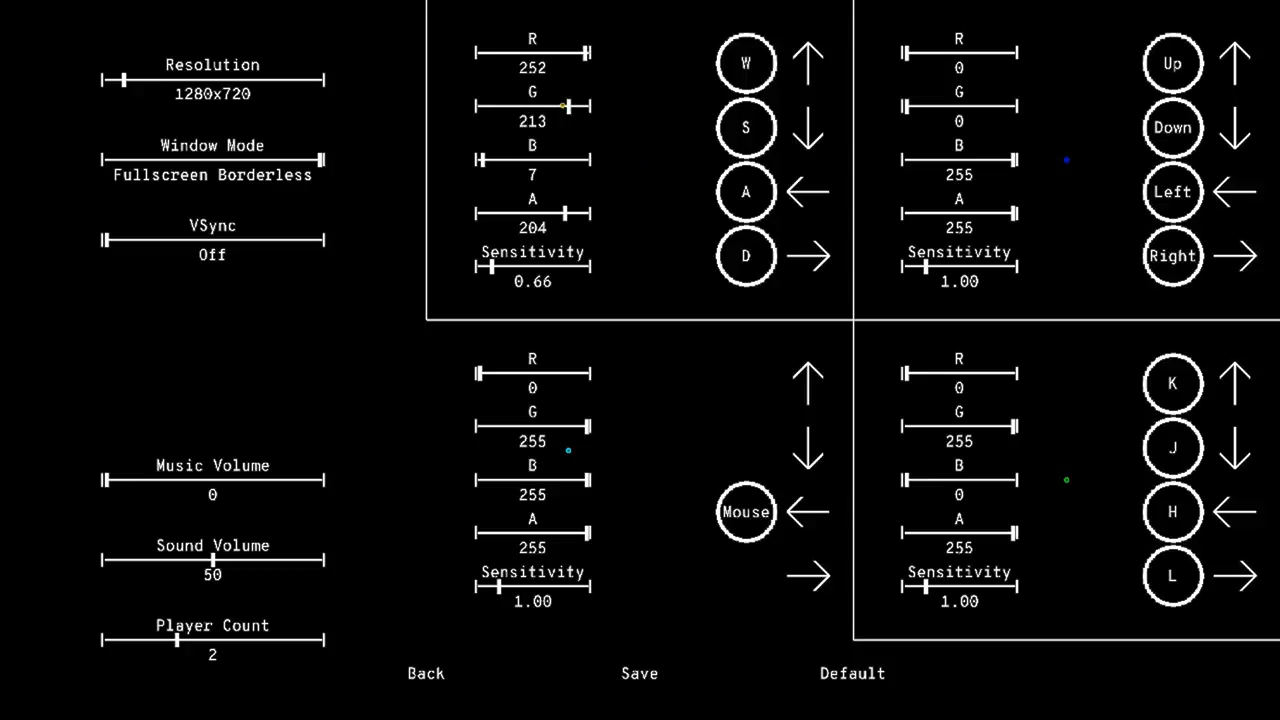 Resolution
1280x720
Window Mode
Fullscreen Borderless
VSync
Off
Music Volume
0
Sound Volume
50
Player Count
2
R
252
G
213
B
7
A
204
Sensitivity
0.66
W
S
A
D
R
0
G
0
B
255
A
255
Sensitivity
1.00
Up
Down
Left
Right
R
0
G
255
B
255
A
255
Sensitivity
1.00
Mouse
R
0
G
255
B
0
A
255
Sensitivity
1.00
K
J
H
L
Back
Save
Default